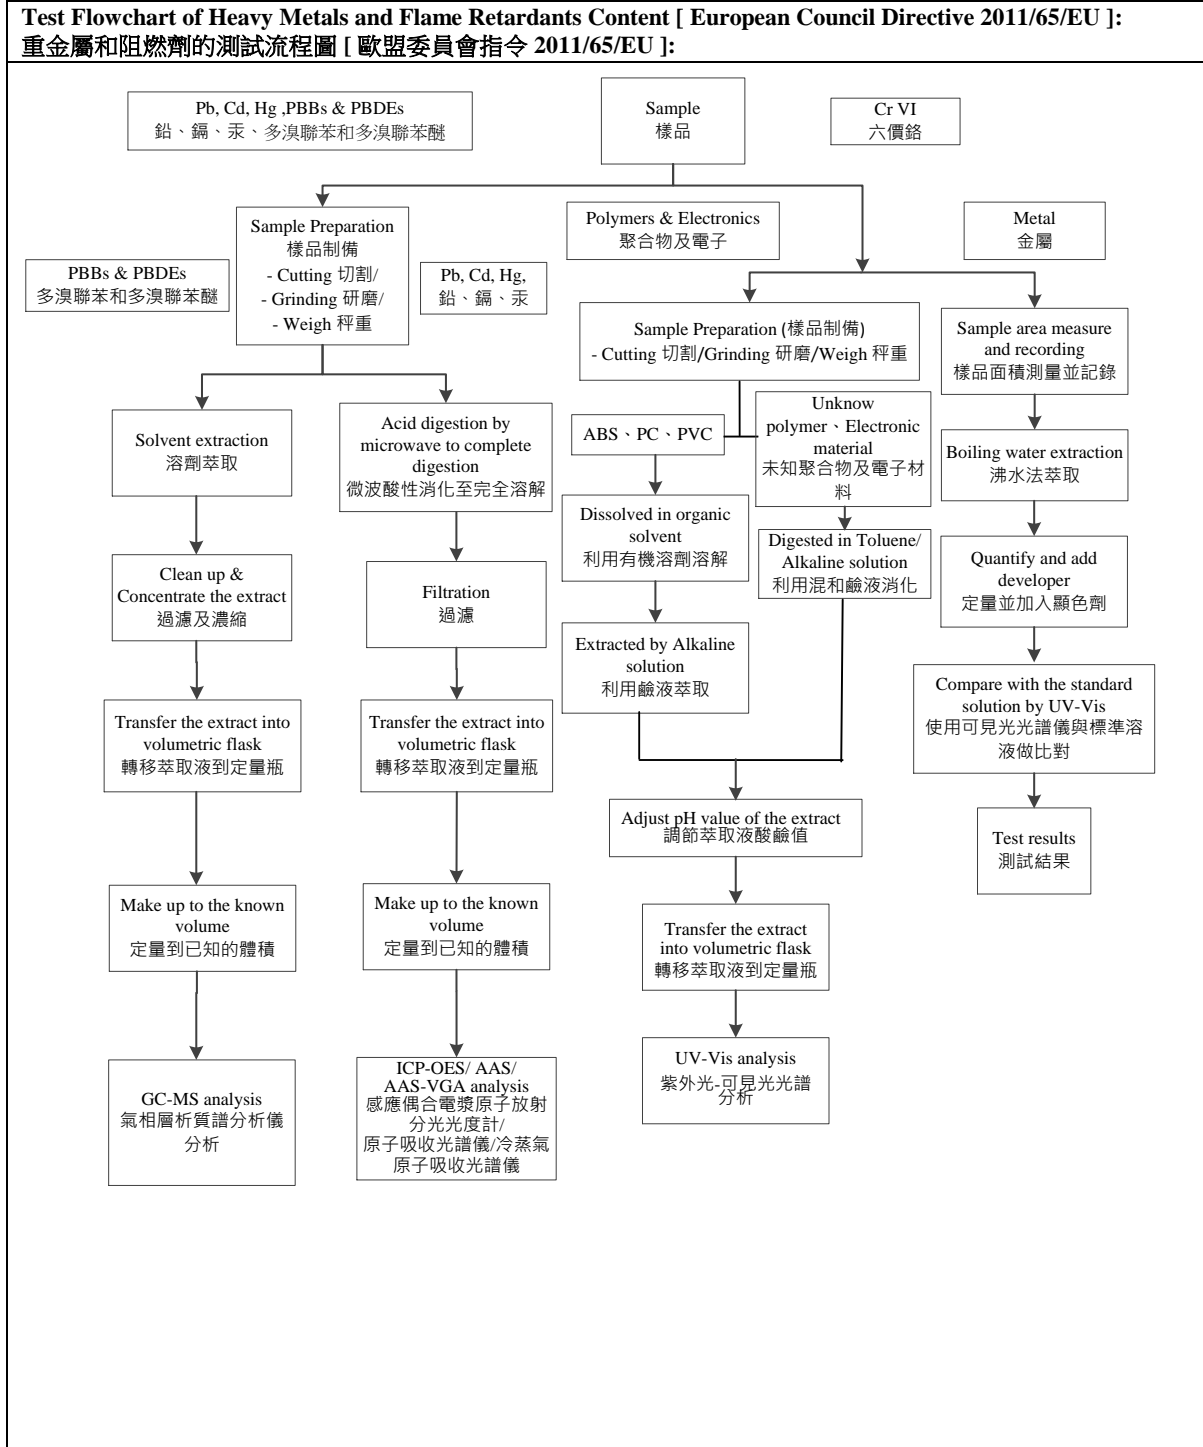 Test Flowchart of Heavy Metals and Flame Retardants Content [ European Council Directive 2011/65/EU ]:
重金屬和阻燃劑的測試流程圖 [ 歐盟委員會指令 2011/65/EU ]:
Pb, Cd, Hg ,PBBs & PBDEs
鉛、鎘、汞、多溴聯苯和多溴聯苯醚
Sample
樣品
Cr VI
六價鉻
Sample Preparation
樣品制備
- Cutting 切割/
- Grinding 研磨/
- Weigh 秤重
PBBs & PBDEs
多溴聯苯和多溴聯苯醚
Pb, Cd, Hg,
鉛、鎘、汞
Polymers & Electronics
聚合物及電子
Metal
金屬
Sample Preparation (樣品制備)
- Cutting 切割/Grinding 研磨/Weigh 秤重
Sample area measure
and recording
樣品面積測量並記錄
Solvent extraction
溶劑萃取
Acid digestion by
microwave to complete
digestion
微波酸性消化至完全溶解
ABS、PC、PVC
Unknow
polymer、Electronic
material
未知聚合物及電子材
料
Boiling water extraction
沸水法萃取
Clean up &
Concentrate the extract
過濾及濃縮
Filtration
過濾
Dissolved in organic
solvent
利用有機溶劑溶解
Digested in Toluene/
Alkaline solution
利用混和鹼液消化
Quantify and add
developer
定量並加入顯色劑
Extracted by Alkaline
solution
利用鹼液萃取
Compare with the standard
solution by UV-Vis
使用可見光光譜儀與標準溶
液做比對
Transfer the extract into
volumetric flask
轉移萃取液到定量瓶
Transfer the extract into
volumetric flask
轉移萃取液到定量瓶
Adjust pH value of the extract
調節萃取液酸鹼值
Test results
測試結果
Make up to the known
volume
定量到已知的體積
Make up to the known
volume
定量到已知的體積
Transfer the extract
into volumetric flask
轉移萃取液到定量瓶
GC-MS analysis
氣相層析質譜分析儀
分析
ICP-OES/ AAS/
AAS-VGA analysis
感應偶合電漿原子放射
分光光度計/
原子吸收光譜儀/冷蒸氣
原子吸收光譜儀
UV-Vis analysis
紫外光-可見光光譜
分析